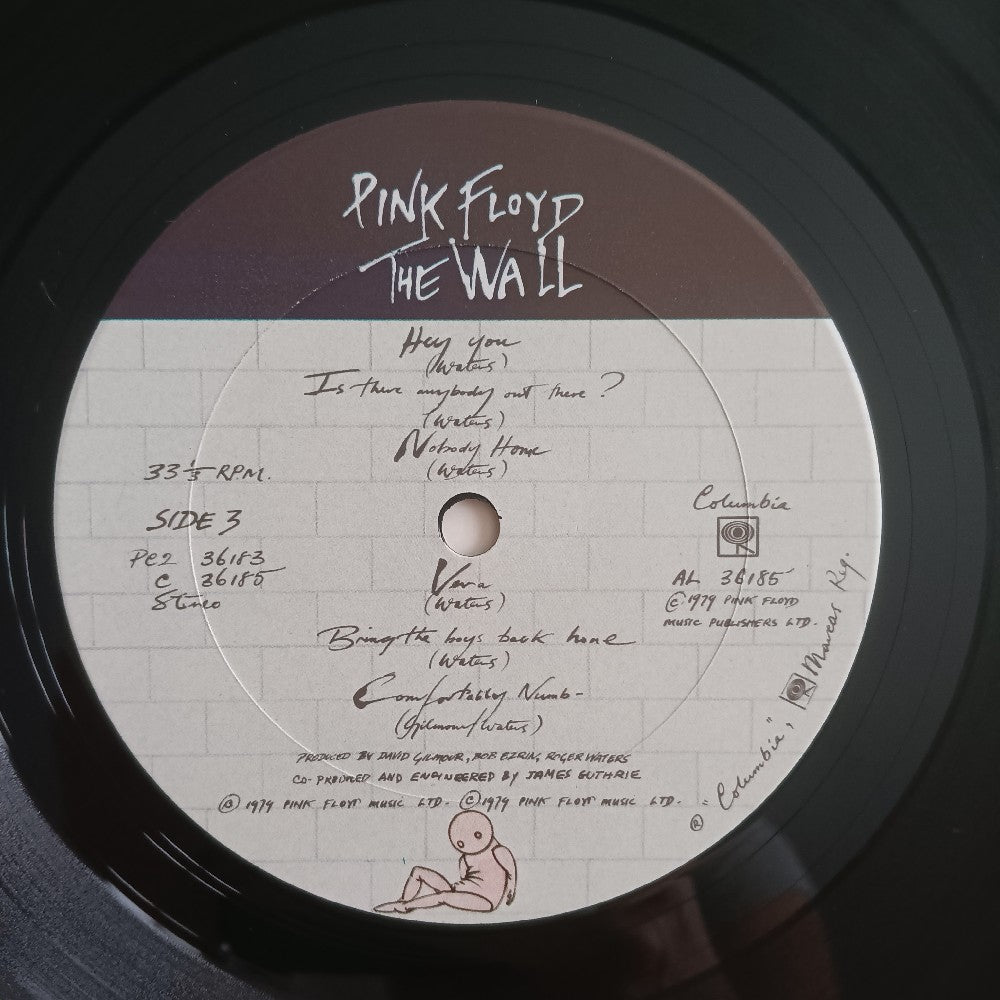 PINK FLOYD
THE WALL
Hey you
(Waters)
Is there anybody out there?
(Waters)
Nobody Home
(Waters)
33 1/3 RPM.
SIDE 3
PC2 36183
C 36185
Stereo
Columbia
AL 36185
© 1979 PINK FLOYD
MUSIC PUBLISHERS LTD.
Vera
(Waters)
Bring the boys back home
(Waters)
Comfortably Numb-
(Gilmour/Waters)
PRODUCED BY DAVID GILMOUR, BOB EZRIN, ROGER WATERS
CO-PRODUCED AND ENGINEERED BY JAMES GUTHRIE
℗ 1979 PINK FLOYD MUSIC LTD. © 1979 PINK FLOYD MUSIC LTD.
® "Columbia", Marcas Reg.